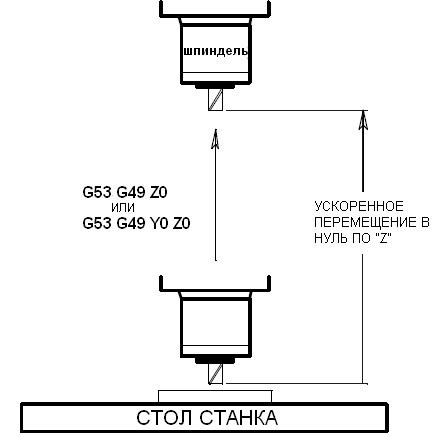 шпиндель
G53 G49 Z0
или
G53 G49 Y0 Z0
УСКОРЕННОЕ
ПЕРЕМЕЩЕНИЕ В
НУЛЬ ПО "Z"
СТОЛ СТАНКА